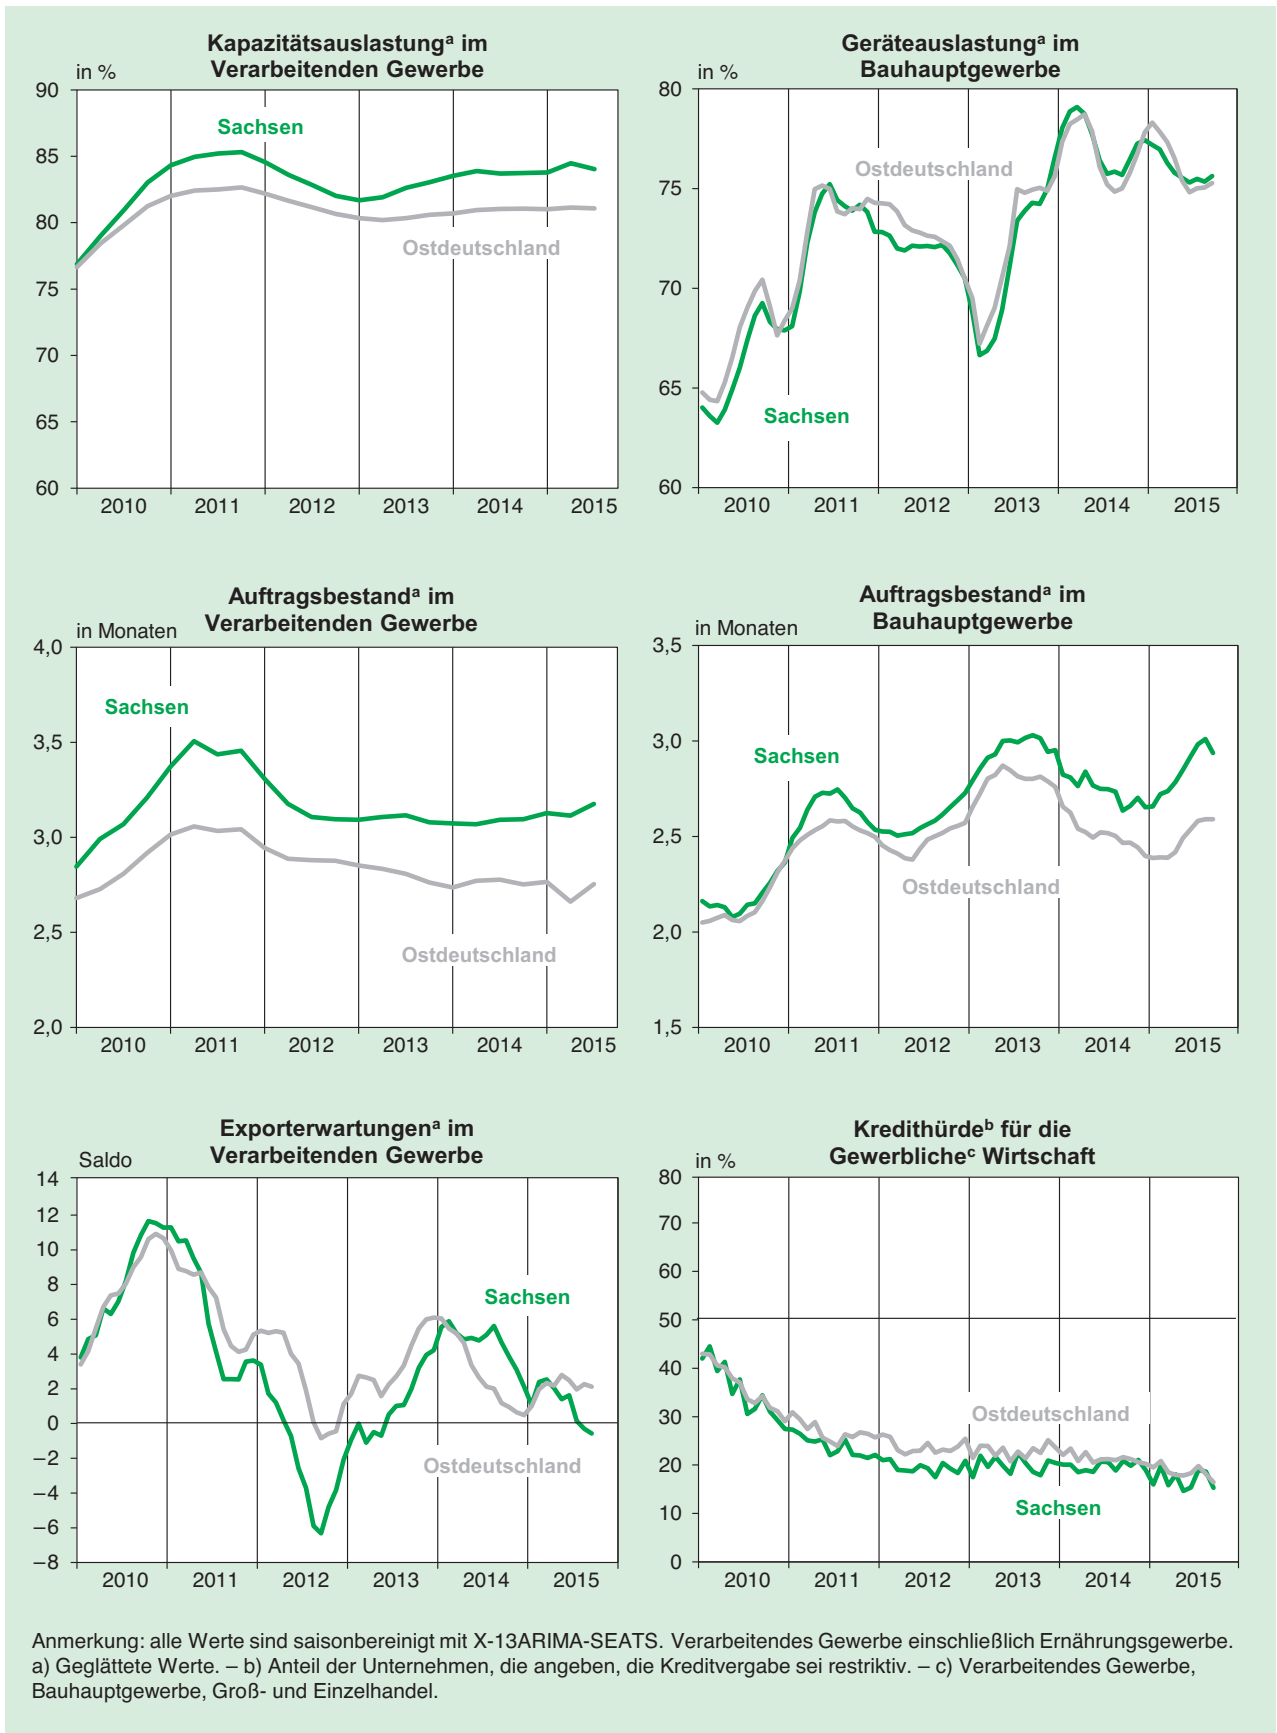 Kapazitätsauslastungᵃ im
Verarbeitenden Gewerbe
in %
90
85
80
75
70
65
60
Sachsen
Ostdeutschland
2010 2011 2012 2013 2014 2015
Geräteauslastungᵃ im
Bauhauptgewerbe
in %
80
75
70
65
60
Ostdeutschland
Sachsen
2010 2011 2012 2013 2014 2015
Auftragsbestandᵃ im
Verarbeitenden Gewerbe
in Monaten
4,0
3,5
3,0
2,5
2,0
Sachsen
Ostdeutschland
2010 2011 2012 2013 2014 2015
Auftragsbestandᵃ im
Bauhauptgewerbe
in Monaten
3,5
3,0
2,5
2,0
1,5
Sachsen
Ostdeutschland
2010 2011 2012 2013 2014 2015
Exporterwartungenᵃ im
Verarbeitenden Gewerbe
Saldo
14
12
10
8
6
4
2
0
−2
−4
−6
−8
Sachsen
Ostdeutschland
2010 2011 2012 2013 2014 2015
Kredithürdeᵇ für die
Gewerblicheᶜ Wirtschaft
in %
80
70
60
50
40
30
20
10
0
Ostdeutschland
Sachsen
2010 2011 2012 2013 2014 2015
Anmerkung: alle Werte sind saisonbereinigt mit X-13ARIMA-SEATS. Verarbeitendes Gewerbe einschließlich Ernährungsgewerbe.
a) Geglättete Werte. – b) Anteil der Unternehmen, die angeben, die Kreditvergabe sei restriktiv. – c) Verarbeitendes Gewerbe,
Bauhauptgewerbe, Groß- und Einzelhandel.